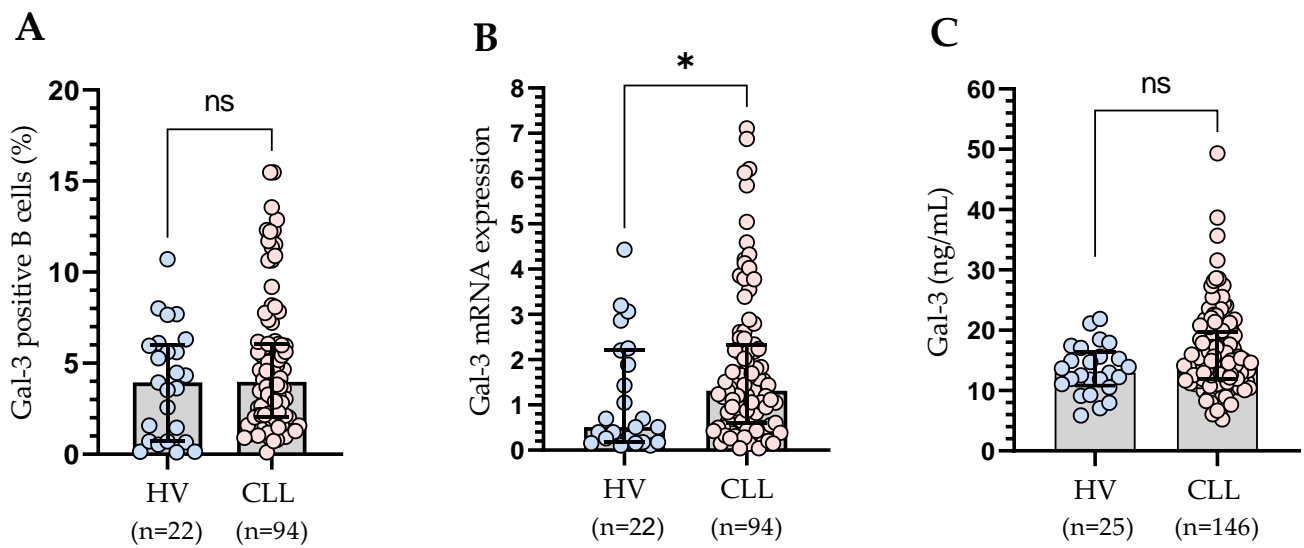 A
Gal-3 positive B cells (%)
20
15
10
5
0
ns
HV
CLL
(n=22)
(n=94)
B
Gal-3 mRNA expression
8
7
6
5
4
3
2
1
0
*
HV
CLL
(n=22)
(n=94)
C
Gal-3 (ng/mL)
60
50
40
30
20
10
0
ns
HV
CLL
(n=25)
(n=146)